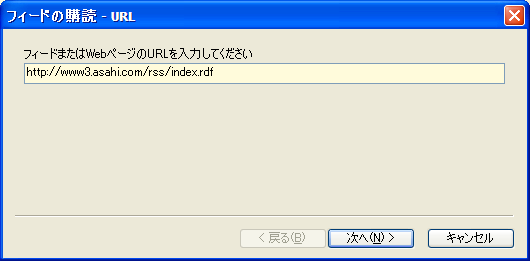 フィードの購読 - URL
フィードまたはWebページのURLを入力してください
http://www3.asahi.com/rss/index.rdf
< 戻る(B) 次へ(N) > キャンセル